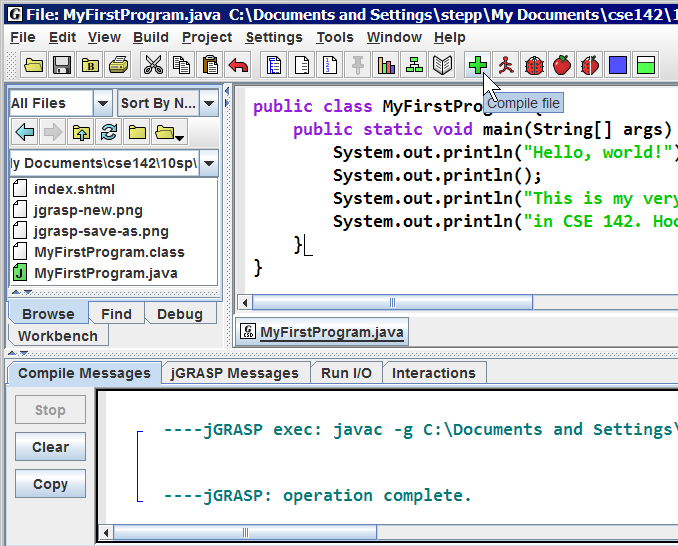 File: MyFirstProgram.java C:\Documents and Settings\stepp\My Documents\cse142\1
File Edit View Build Project Settings Tools Window Help
B
All Files Sort By N...
Compile file
ly Documents\cse142\10sp\
index.shtml
jgrasp-new.png
jgrasp-save-as.png
MyFirstProgram.class
MyFirstProgram.java
Browse Find Debug
Workbench
public class MyFirstProg
public static void main(String[] args)
System.out.println("Hello, world!")
System.out.println();
System.out.println("This is my very
System.out.println("in CSE 142. Hoo
}
}
G CSD MyFirstProgram.java
Compile Messages jGRASP Messages Run I/O Interactions
Stop
Clear
Copy
----jGRASP exec: javac -g C:\Documents and Settings\
----jGRASP: operation complete.